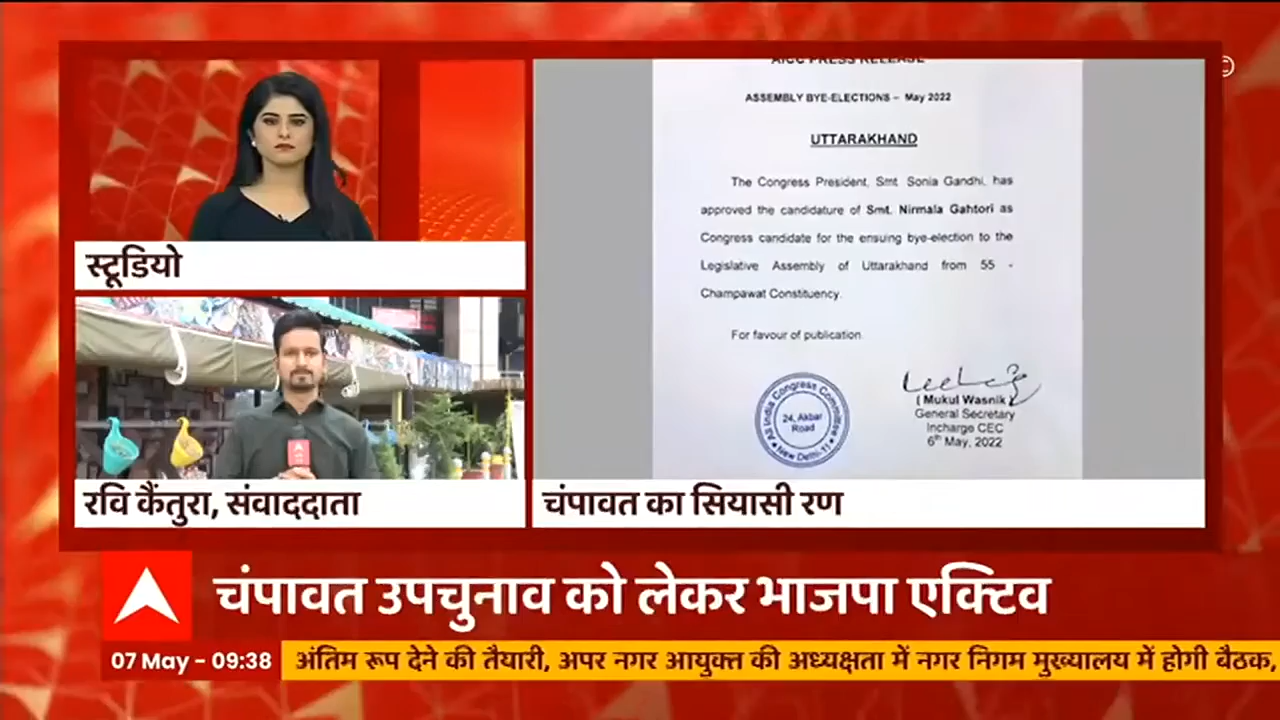 AICC PRESS RELEASE
ASSEMBLY BYE-ELECTIONS – May 2022
UTTARAKHAND
The Congress President, Smt. Sonia Gandhi, has
approved the candidature of Smt. Nirmala Gahtori as
Congress candidate for the ensuing bye-election to the
Legislative Assembly of Uttarakhand from 55 -
Champawat Constituency.
For favour of publication
All India Congress Committee
24, Akbar
Road
New Delhi-11
( Mukul Wasnik )
General Secretary
Incharge CEC
6th May, 2022
स्टूडियो
रवि कैंतुरा, संवाददाता
चंपावत का सियासी रण
चंपावत उपचुनाव को लेकर भाजपा एक्टिव
07 May - 09:38
अंतिम रूप देने की तैयारी, अपर नगर आयुक्त की अध्यक्षता में नगर निगम मुख्यालय में होगी बैठक,